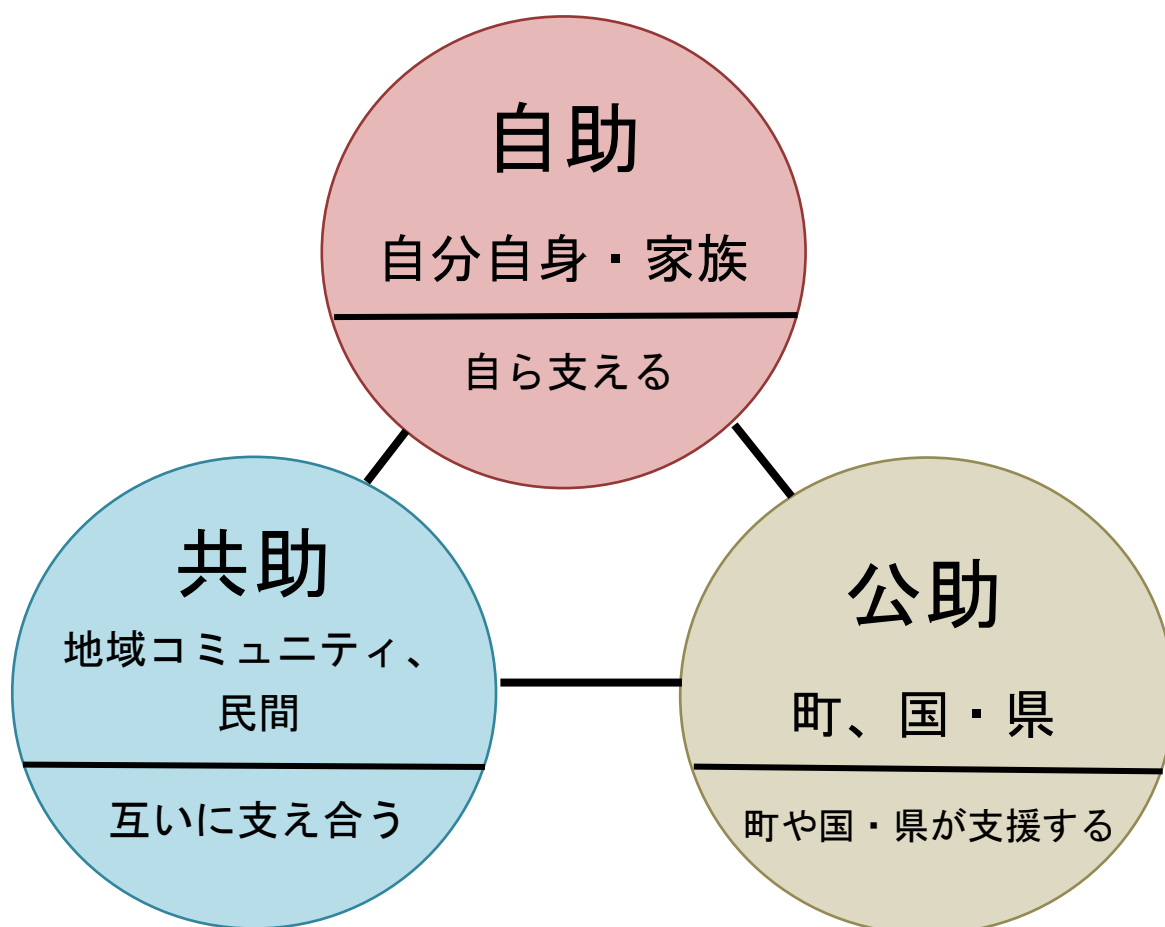 自助
自分自身・家族
自ら支える
共助
地域コミュニティ、
民間
互いに支え合う
公助
町、国・県
町や国・県が支援する